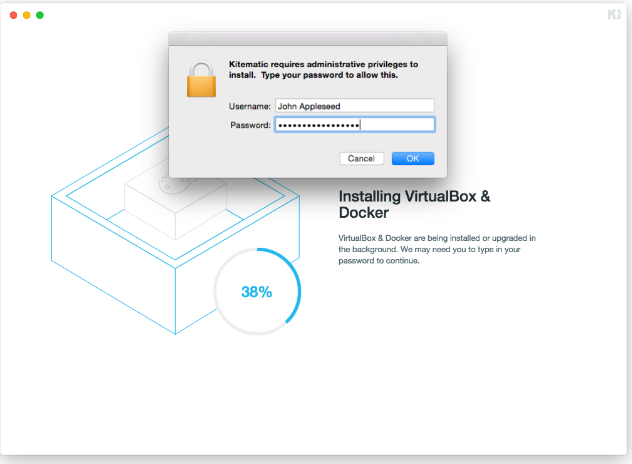 Kitematic requires administrative privileges to
install. Type your password to allow this.
Username: John Appleseed
Password: •••••••••••••••••
Cancel OK
Installing VirtualBox &
Docker
VirtualBox & Docker are being installed or upgraded in
the background. We may need you to type in your
password to continue.
38%